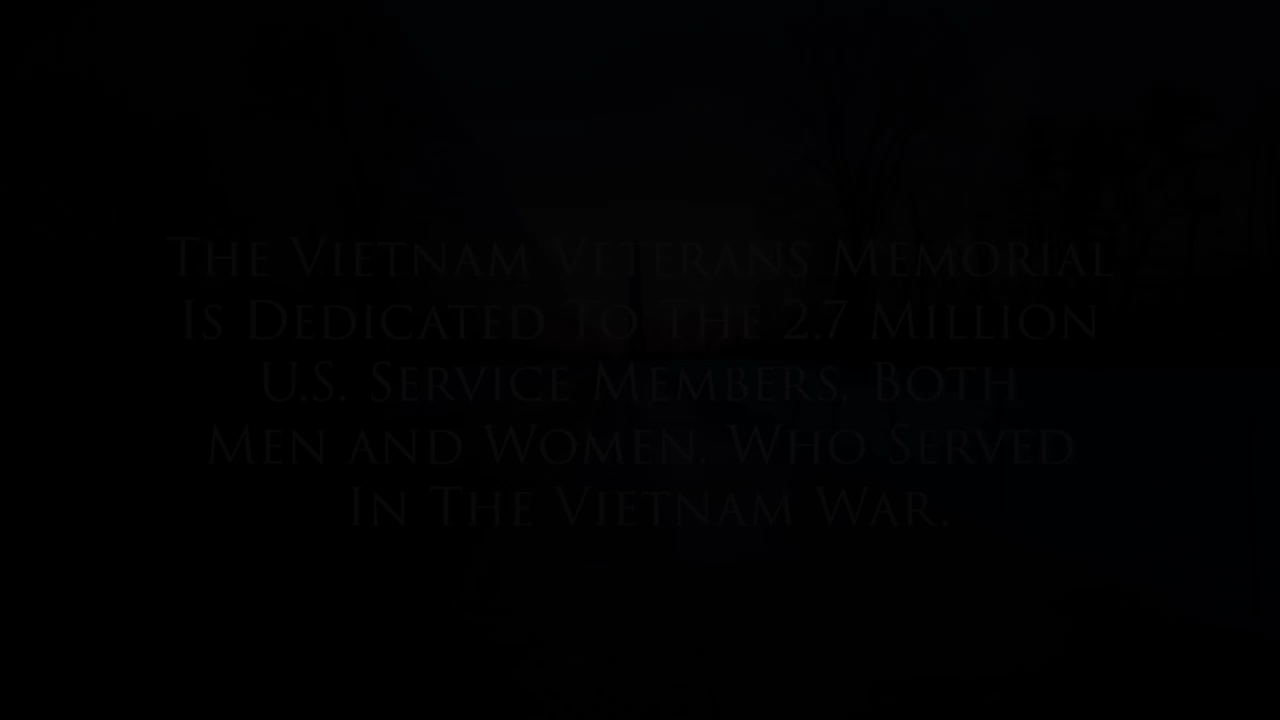 The Vietnam Veterans Memorial
Is Dedicated To The 2.7 Million
U.S. Service Members, Both
Men and Women, Who Served
In The Vietnam War.